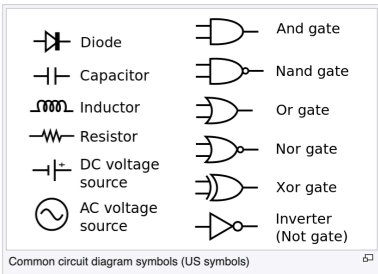 Diode
Capacitor
Inductor
Resistor
DC voltage
source
AC voltage
source
And gate
Nand gate
Or gate
Nor gate
Xor gate
Inverter
(Not gate)
+
Common circuit diagram symbols (US symbols)